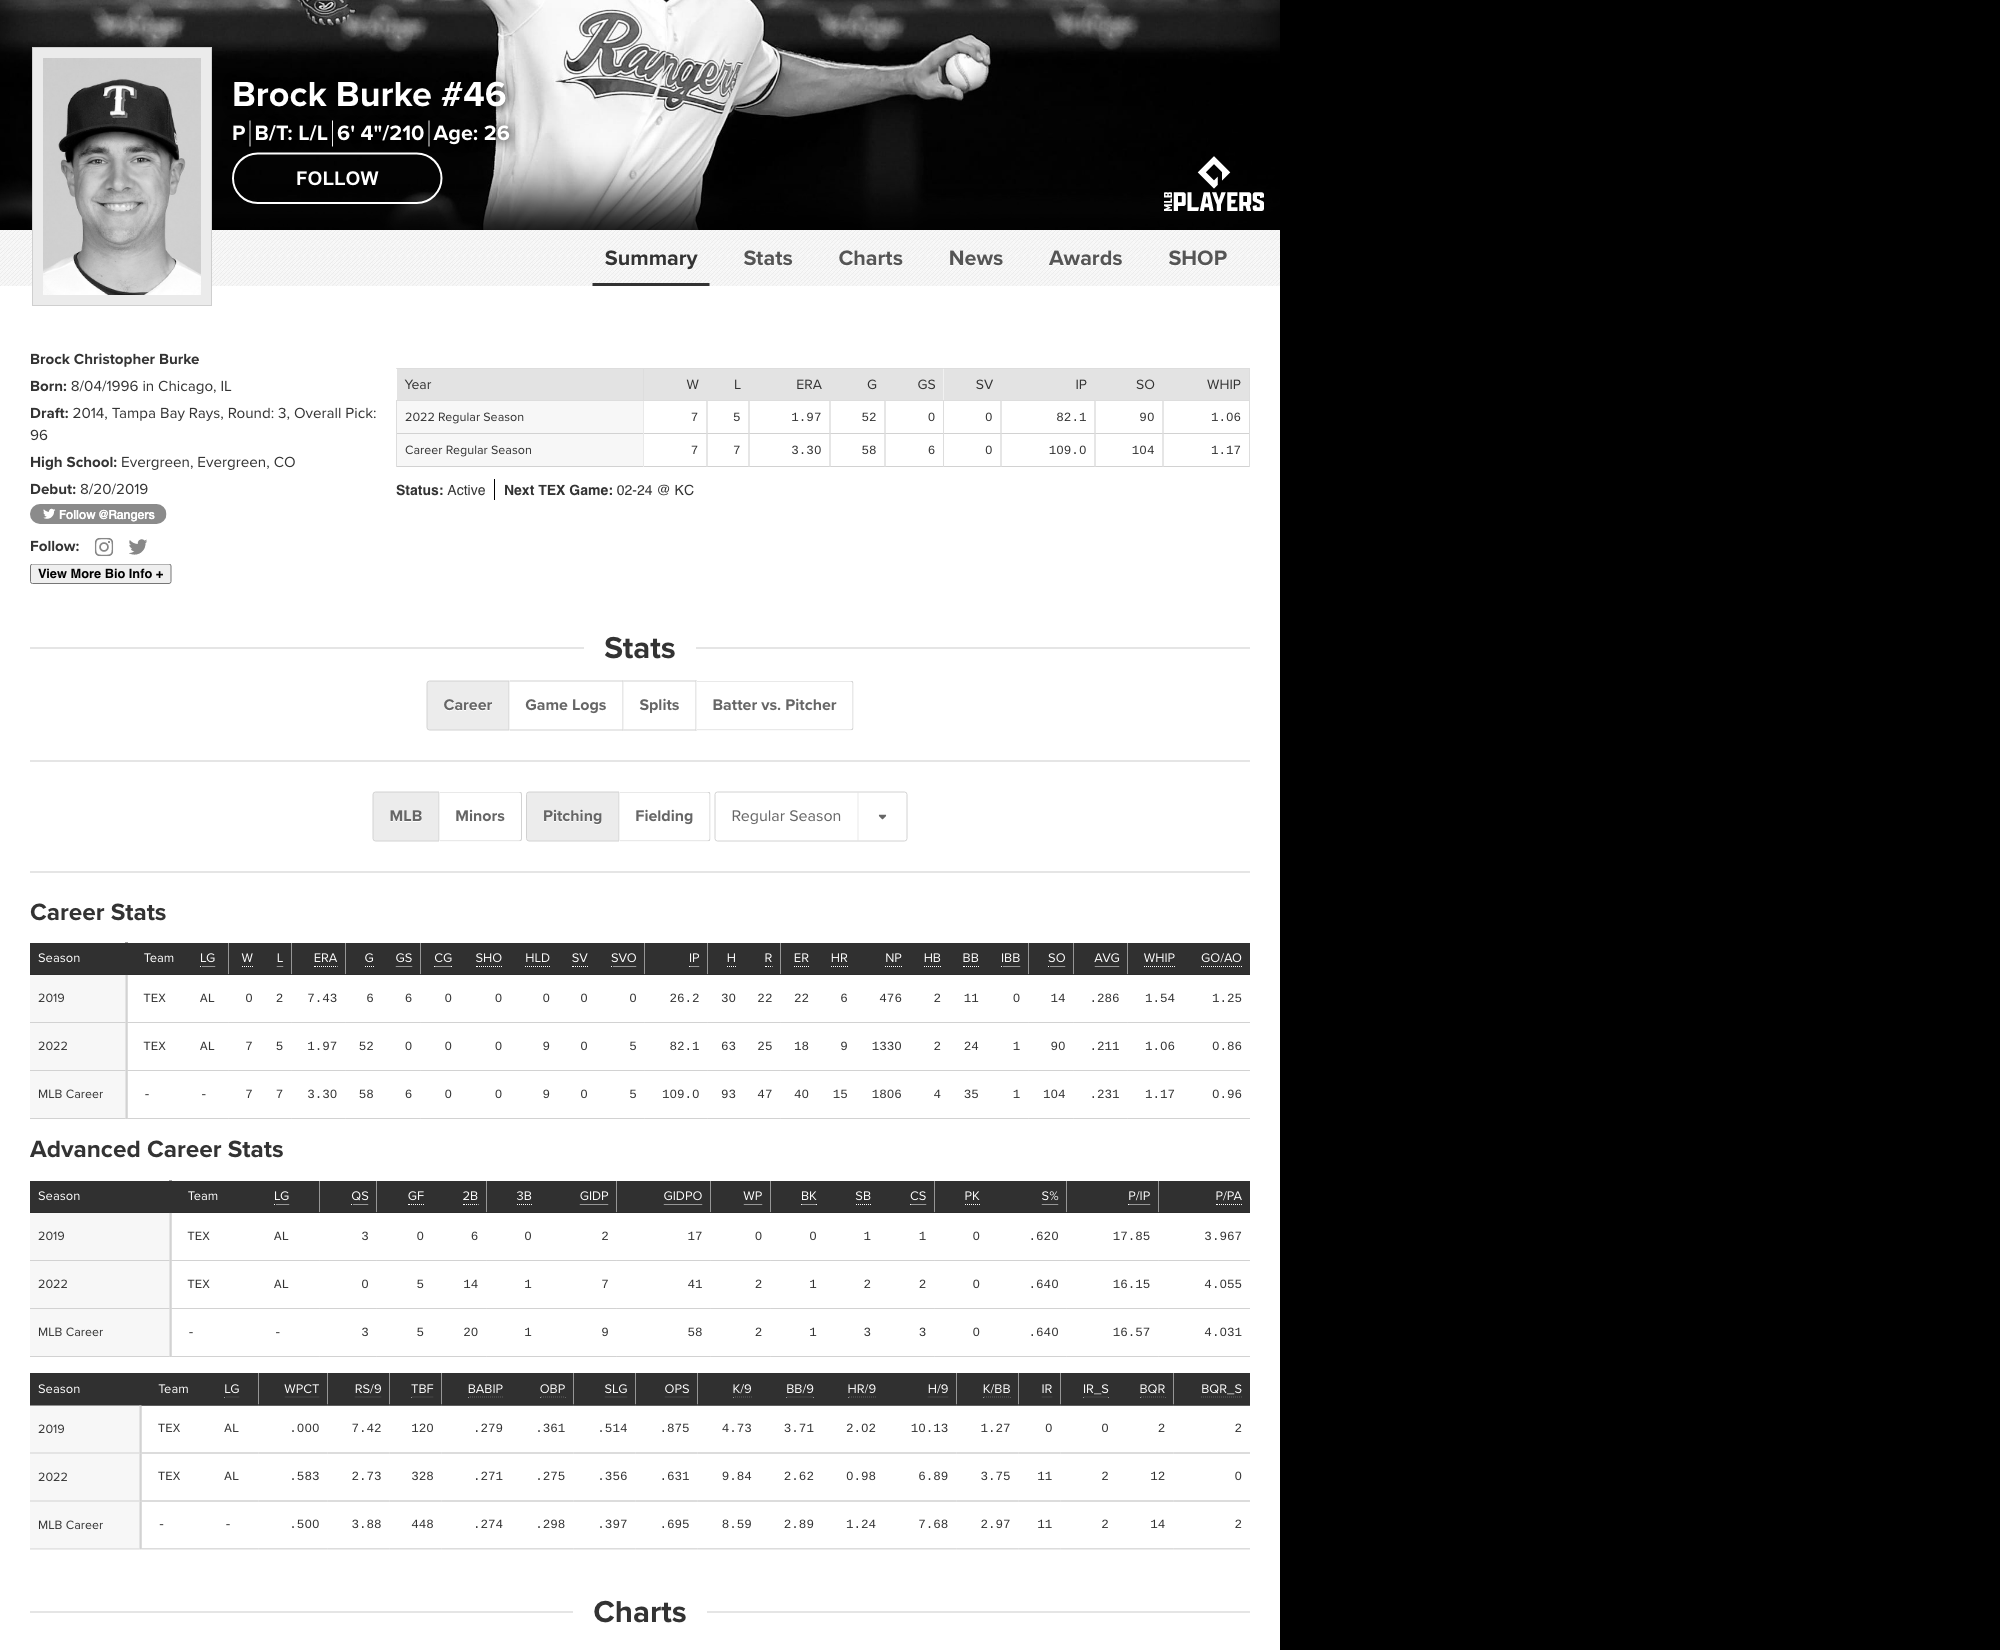 Rangers
T
Brock Burke #46
P B/T: L/L 6' 4"/210 Age: 26
FOLLOW
MLB PLAYERS
Summary Stats Charts News Awards SHOP
Brock Christopher Burke
Born: 8/04/1996 in Chicago, IL
Draft: 2014, Tampa Bay Rays, Round: 3, Overall Pick:
96
High School: Evergreen, Evergreen, CO
Debut: 8/20/2019
Follow @Rangers
Follow:
View More Bio Info +
Year W L ERA G GS SV IP SO WHIP
2022 Regular Season 7 5 1.97 52 0 0 82.1 90 1.06
Career Regular Season 7 7 3.30 58 6 0 109.0 104 1.17
Status: Active Next TEX Game: 02-24 @ KC
Stats
Career Game Logs Splits Batter vs. Pitcher
MLB Minors Pitching Fielding Regular Season
Career Stats
Season Team LG W L ERA G GS CG SHO HLD SV SVO IP H R ER HR NP HB BB IBB SO AVG WHIP GO/AO
2019 TEX AL 0 2 7.43 6 6 0 0 0 0 0 26.2 30 22 22 6 476 2 11 0 14 .286 1.54 1.25
2022 TEX AL 7 5 1.97 52 0 0 0 9 0 5 82.1 63 25 18 9 1330 2 24 1 90 .211 1.06 0.86
MLB Career - - 7 7 3.30 58 6 0 0 9 0 5 109.0 93 47 40 15 1806 4 35 1 104 .231 1.17 0.96
Advanced Career Stats
Season Team LG QS GF 2B 3B GIDP GIDPO WP BK SB CS PK S% P/IP P/PA
2019 TEX AL 3 0 6 0 2 17 0 0 1 1 0 .620 17.85 3.967
2022 TEX AL 0 5 14 1 7 41 2 1 2 2 0 .640 16.15 4.055
MLB Career - - 3 5 20 1 9 58 2 1 3 3 0 .640 16.57 4.031
Season Team LG WPCT RS/9 TBF BABIP OBP SLG OPS K/9 BB/9 HR/9 H/9 K/BB IR IR_S BQR BQR_S
2019 TEX AL .000 7.42 120 .279 .361 .514 .875 4.73 3.71 2.02 10.13 1.27 0 0 2 2
2022 TEX AL .583 2.73 328 .271 .275 .356 .631 9.84 2.62 0.98 6.89 3.75 11 2 12 0
MLB Career - - .500 3.88 448 .274 .298 .397 .695 8.59 2.89 1.24 7.68 2.97 11 2 14 2
Charts